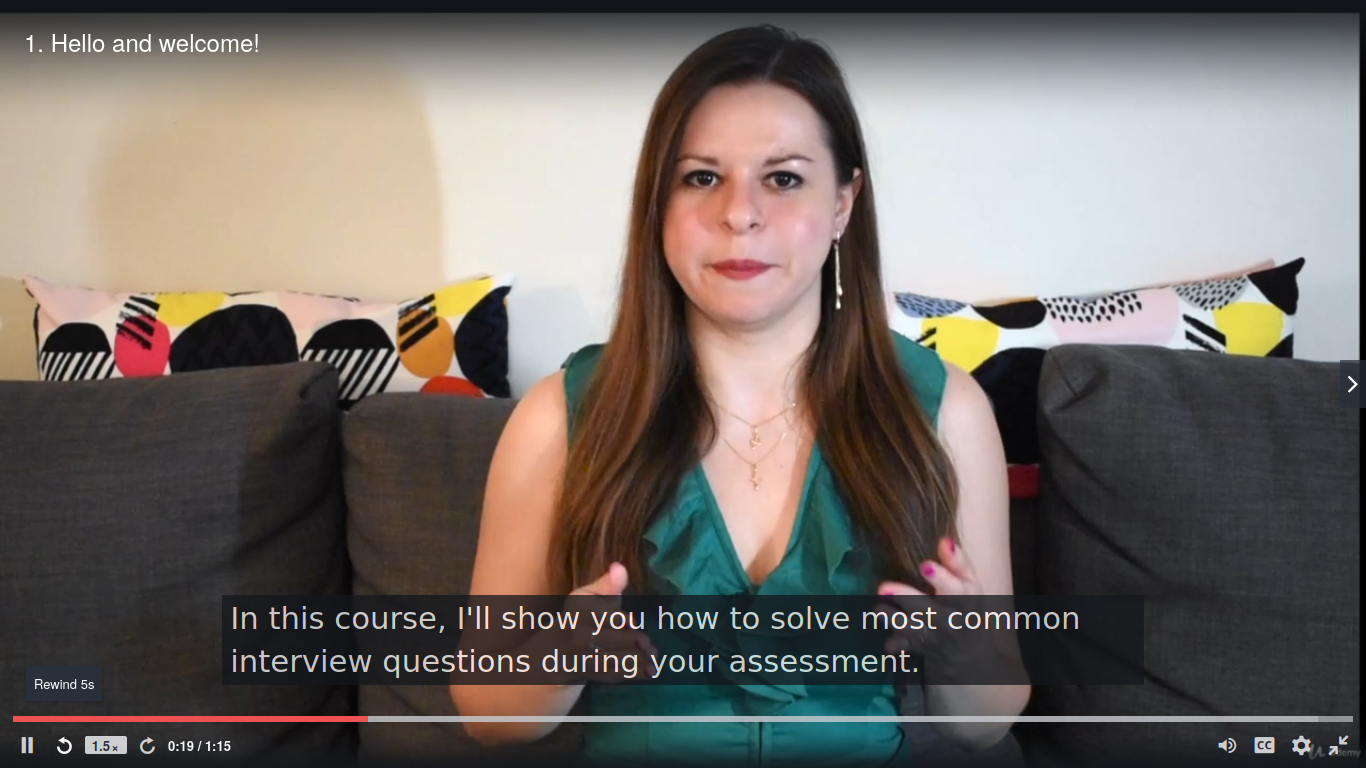 1. Hello and welcome!
In this course, I'll show you how to solve most common
interview questions during your assessment.
Rewind 5s
1.5x
0:19 / 1:15
CC